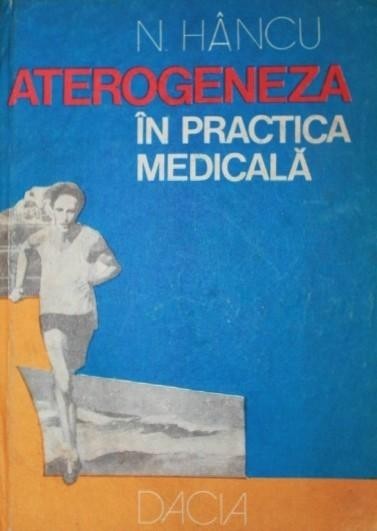 N. HÂNCU
ATEROGENEZA
ÎN PRACTICA
MEDICALĂ
DACIA